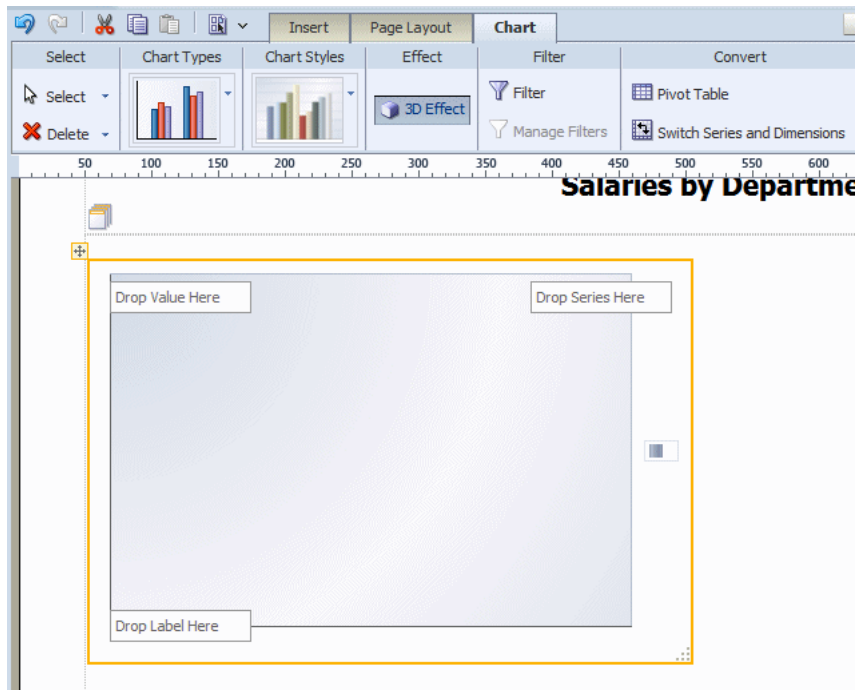 Insert Page Layout Chart
Select Chart Types Chart Styles Effect Filter Convert
Select Filter Pivot Table
3D Effect
Delete Manage Filters Switch Series and Dimensions
50 100 150 200 250 300 350 400 450 500 550 600
Salaries by Departme
Drop Value Here Drop Series Here
Drop Label Here